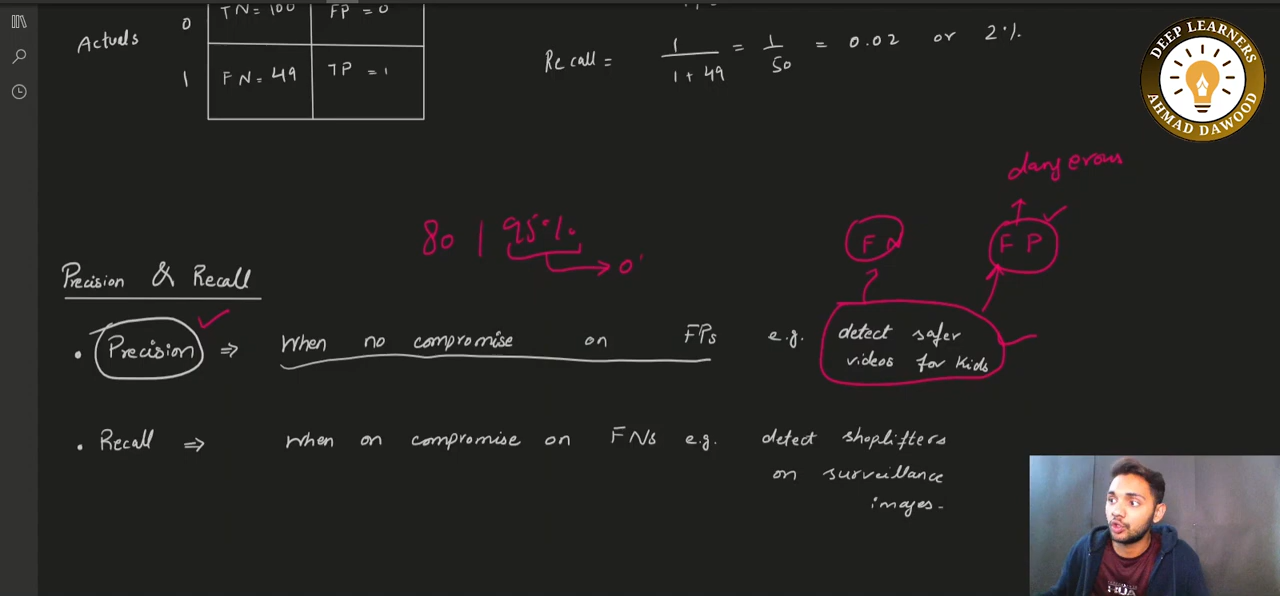 TN = 100 FP = 0
Actuals 0
1 FN = 49 TP = 1
Recall = 1 / 1 + 49 = 1 / 50 = 0.02 or 2%
DEEP LEARNERS
AHMAD DAWOOD
dangerous
80 | 95%
FN FP
Precision & Recall
• Precision ⇒ When no compromise on FPs e.g. detect safer
videos for kids
• Recall ⇒ When on compromise on FNs e.g. detect shoplifters
on surveillance
images.